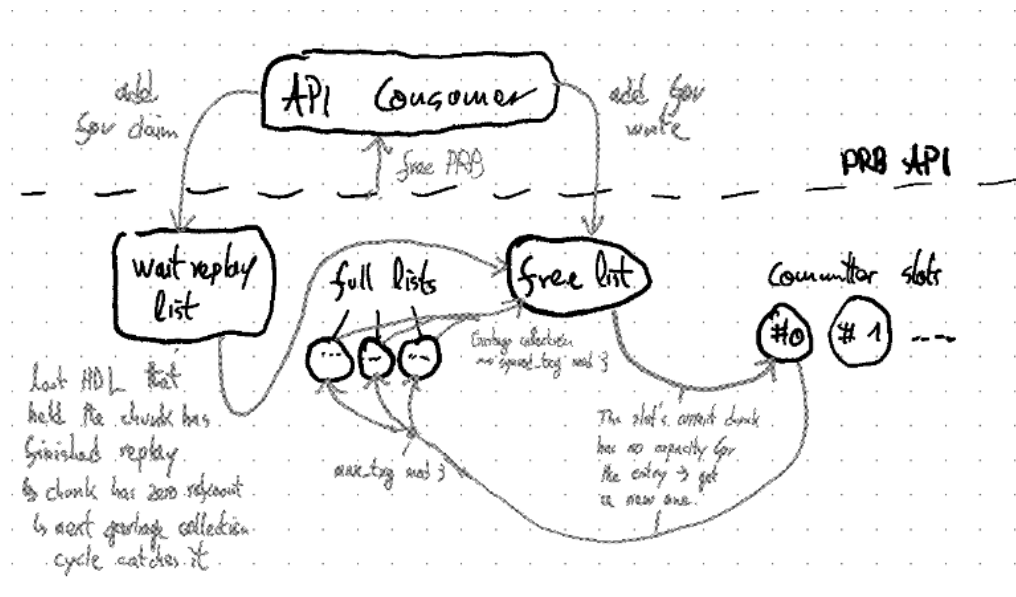 API Consumer
add
for claim
add for
write
free PRB
PRB API
wait replay
list
full lists
free list
Committer slots
... ... ...
#0 #1 ----
Garbage collection
mod 3
last HDL that
held the chunk has
finished replay
↳ chunk has zero refcount
↳ next garbage collection
cycle catches it
max_txg mod 3
The slot's current chunk
has no capacity for
the entry → get
a new one.